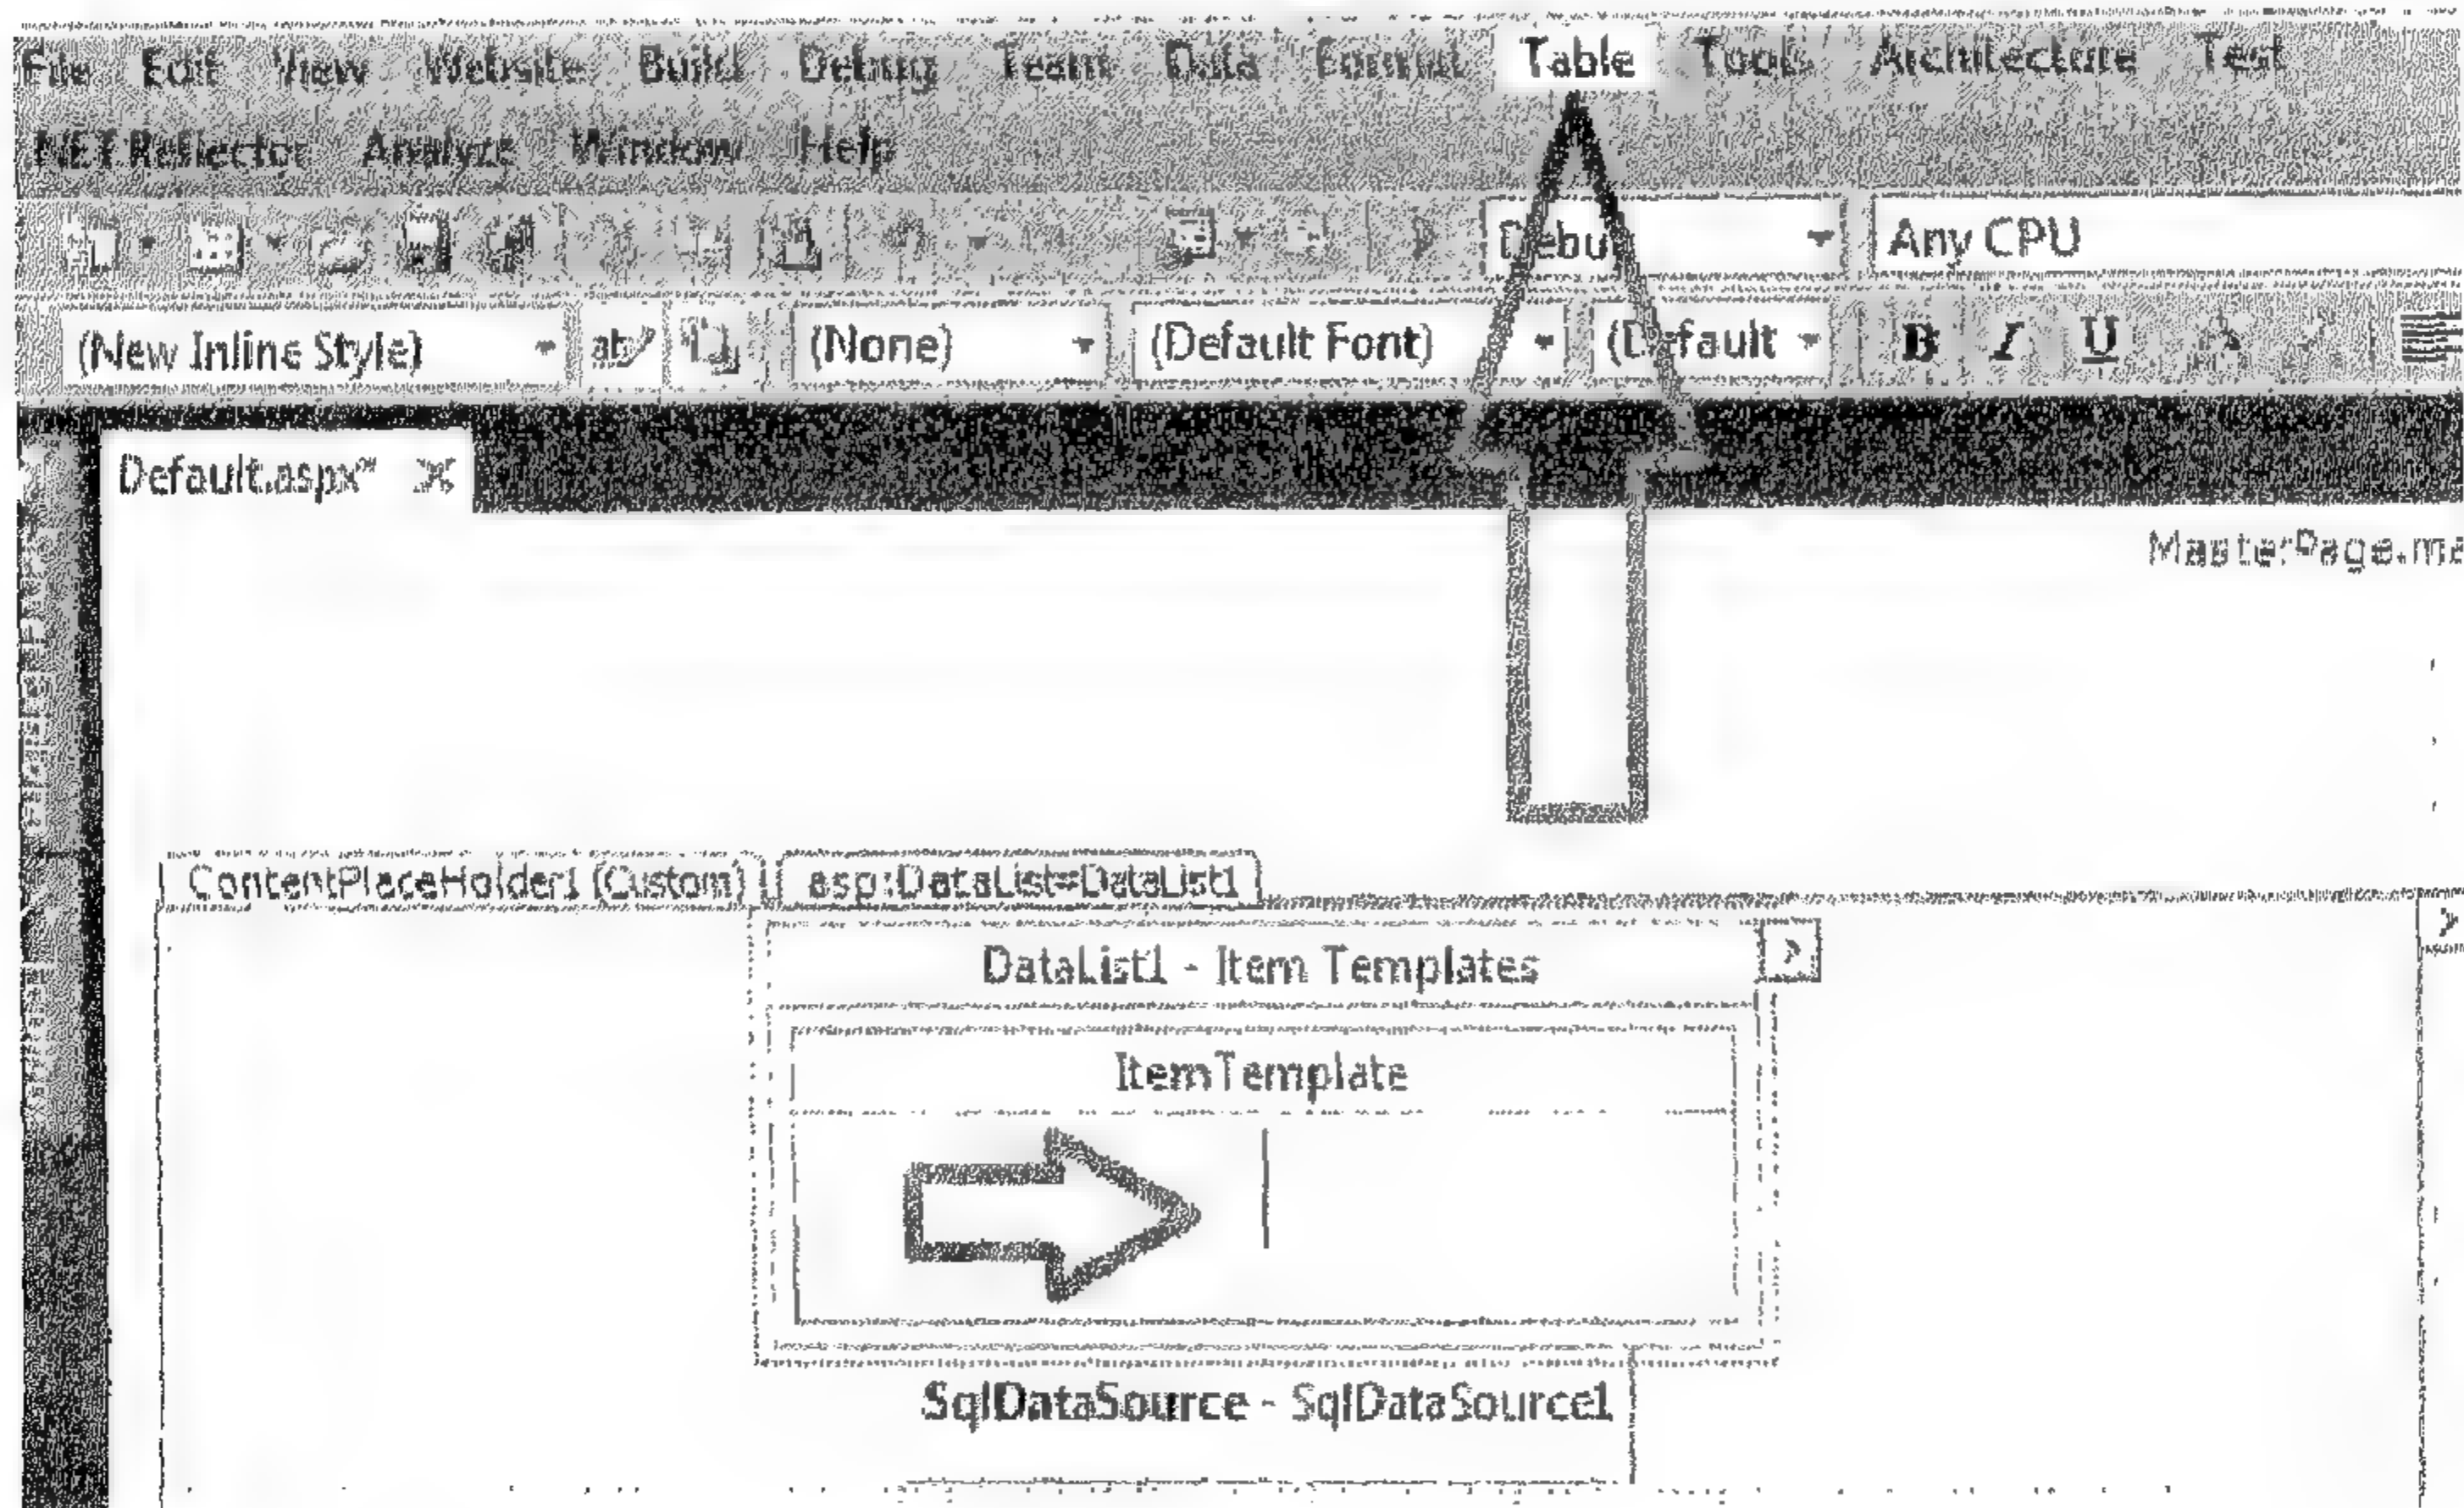 File Edit View Website Build Debug Team Data Format Table Tools Architecture Test
.NET Reflector Analyze Window Help
Debug Any CPU
(New Inline Style) (None) (Default Font) (Default B I U
Default.aspx* ×
MasterPage.ma
ContentPlaceHolder1 (Custom) asp:DataList#DataList1
DataList1 - Item Templates
ItemTemplate
SqlDataSource - SqlDataSource1